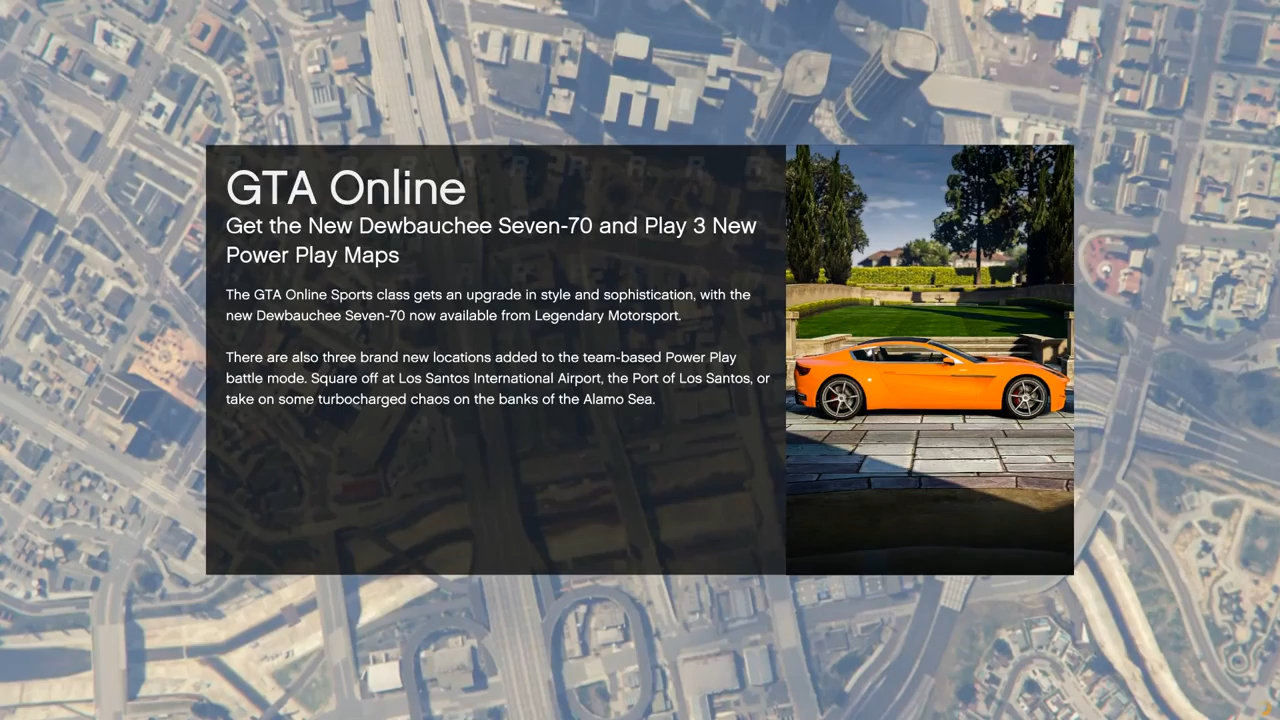 GTA Online
Get the New Dewbauchee Seven-70 and Play 3 New
Power Play Maps
The GTA Online Sports class gets an upgrade in style and sophistication, with the
new Dewbauchee Seven-70 now available from Legendary Motorsport.
There are also three brand new locations added to the team-based Power Play
battle mode. Square off at Los Santos International Airport, the Port of Los Santos, or
take on some turbocharged chaos on the banks of the Alamo Sea.